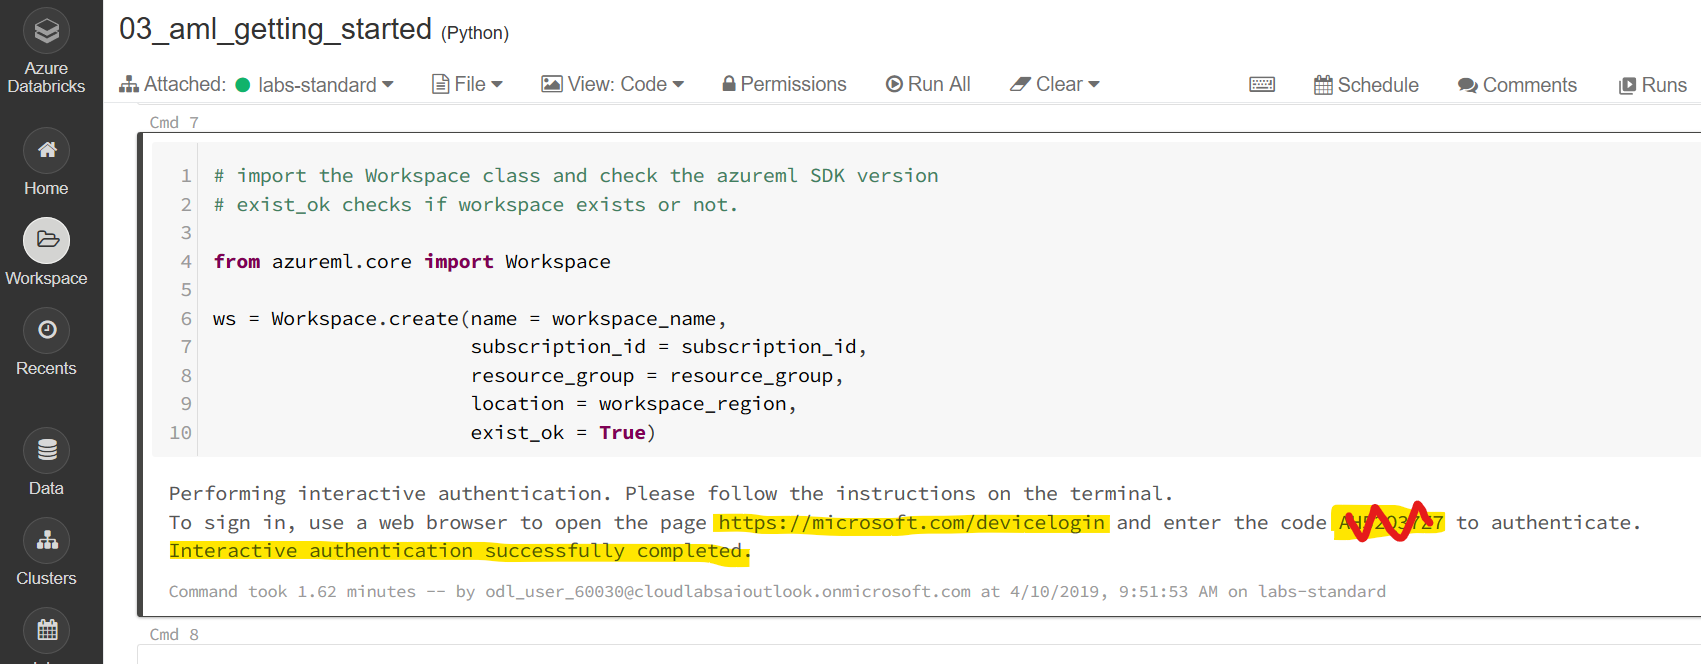 03_aml_getting_started (Python)
Azure Databricks
Attached: labs-standard File View: Code Permissions Run All Clear Schedule Comments Runs
Home
Workspace
Recents
Data
Clusters
Cmd 7
1 # import the Workspace class and check the azureml SDK version
2 # exist_ok checks if workspace exists or not.
3
4 from azureml.core import Workspace
5
6 ws = Workspace.create(name = workspace_name,
7 subscription_id = subscription_id,
8 resource_group = resource_group,
9 location = workspace_region,
10 exist_ok = True)
Performing interactive authentication. Please follow the instructions on the terminal.
To sign in, use a web browser to open the page https://microsoft.com/devicelogin and enter the code to authenticate.
Interactive authentication successfully completed.
Command took 1.62 minutes -- by odl_user_60030@cloudlabsaioutlook.onmicrosoft.com at 4/10/2019, 9:51:53 AM on labs-standard
Cmd 8